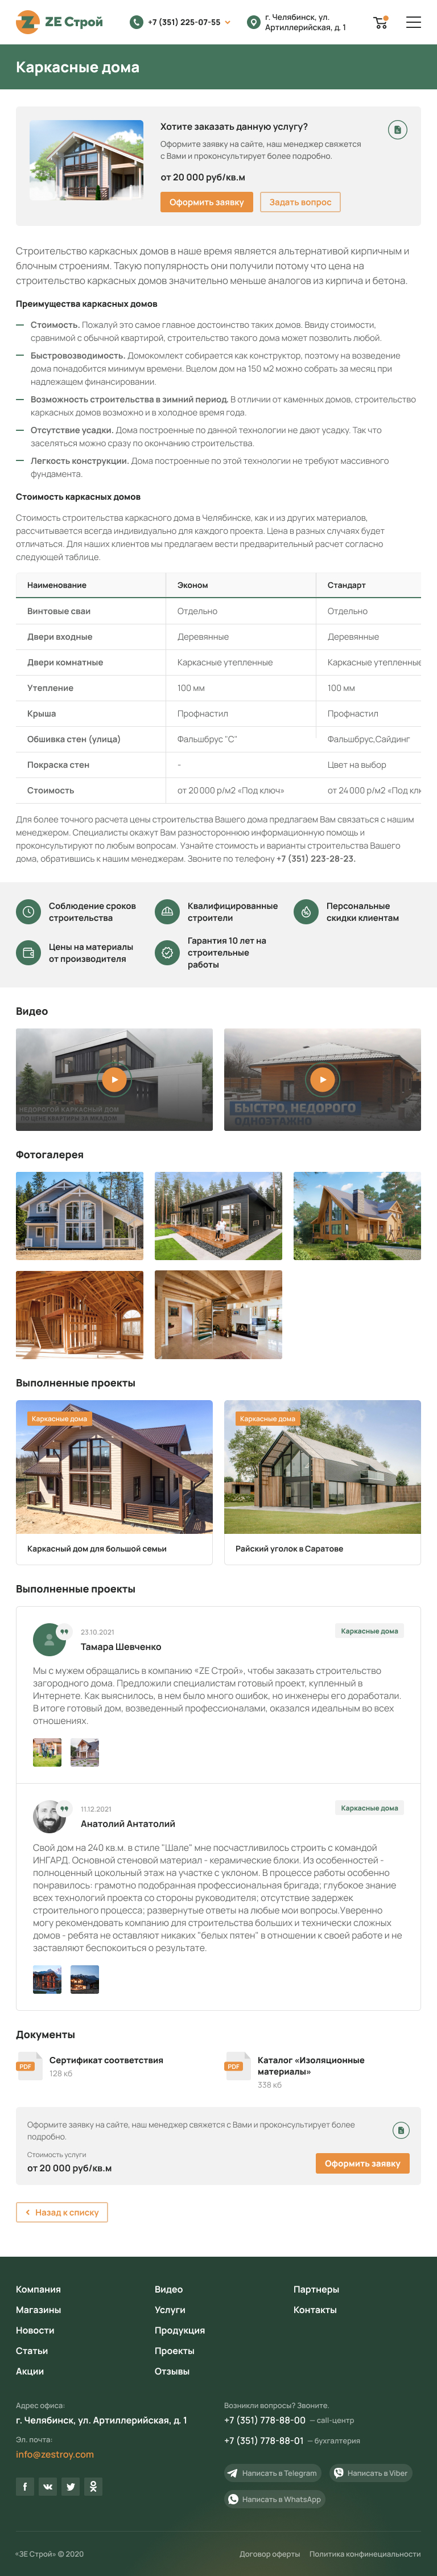 ZE Строй
+7 (351) 225-07-55
г. Челябинск, ул.
Артиллерийская, д. 1
Каркасные дома
Хотите заказать данную услугу?
Оформите заявку на сайте, наш менеджер свяжется
с Вами и проконсультирует более подробно.
от 20 000 руб/кв.м
Оформить заявку
Задать вопрос
Строительство каркасных домов в наше время является альтернативой кирпичным и
блочным строениям. Такую популярность они получили потому что цена на
строительство каркасных домов значительно меньше аналогов из кирпича и бетона.
Преимущества каркасных домов
Стоимость. Пожалуй это самое главное достоинство таких домов. Ввиду стоимости,
сравнимой с обычной квартирой, строительство такого дома может позволить любой.
Быстровозводимость. Домокомлект собирается как конструктор, поэтому на возведение
дома понадобится минимум времени. Вцелом дом на 150 м2 можно собрать за месяц при
надлежащем финансировании.
Возможность строительства в зимний период. В отличии от каменных домов, строительство
каркасных домов возможно и в холодное время года.
Отсутствие усадки. Дома построенные по данной технологии не дают усадку. Так что
заселяться можно сразу по окончанию строительства.
Легкость конструкции. Дома построенные по этой технологии не требуют массивного
фундамента.
Стоимость каркасных домов
Стоимость строительства каркасного дома в Челябинске, как и из других материалов,
рассчитывается всегда индивидуально для каждого проекта. Цена в разных случаях будет
отличаться. Для наших клиентов мы предлагаем вести предварительный расчет согласно
следующей таблице.
Наименование Эконом Стандарт
Винтовые сваи Отдельно Отдельно
Двери входные Деревянные Деревянные
Двери комнатные Каркасные утепленные Каркасные утепленные
Утепление 100 мм 100 мм
Крыша Профнастил Профнастил
Обшивка стен (улица) Фальшбрус "С" Фальшбрус,Сайдинг
Покраска стен - Цвет на выбор
Стоимость от 20 000 р/м2 «Под ключ» от 24 000 р/м2 «Под
Для более точного расчета цены строительства Вашего дома предлагаем Вам связаться с нашим
менеджером. Специалисты окажут Вам разностороннюю информационную помощь и
проконсультируют по любым вопросам. Узнайте стоимость и варианты строительства Вашего
дома, обратившись к нашим менеджерам. Звоните по телефону +7 (351) 223-28-23.
Соблюдение сроков
строительства
Квалифицированные
строители
Персональные
скидки клиентам
Цены на материалы
от производителя
Гарантия 10 лет на
строительные
работы
Видео
НЕДОРОГОЙ КАРКАСНЫЙ ДОМ
БЫСТРО, НЕДОРОГО
ОДНОЭТАЖНО
Фотогалерея
Выполненные проекты
Каркасные дома
Каркасный дом для большой семьи
Каркасные дома
Райский уголок в Саратове
Выполненные проекты
23.10.2021
Тамара Шевченко
Каркасные дома
Мы с мужем обращались в компанию «ZE Строй», чтобы заказать строительство
загородного дома. Предложили специалистам готовый проект, купленный в
Интернете. Как выяснилось, в нем было много ошибок, но инженеры его доработали.
В итоге готовый дом, возведенный профессионалами, оказался идеальным во всех
отношениях.
11.12.2021
Анатолий Антатолий
Каркасные дома
Свой дом на 240 кв.м. в стиле "Шале" мне посчастливилось строить с командой
ИНГАРД. Основной стеновой материал - керамические блоки. Из особенностей -
полноценный цокольный этаж на участке с уклоном. В процессе работы особенно
понравилось: грамотно подобранная профессиональная бригада; глубокое знание
всех технологий проекта со стороны руководителя; отсутствие задержек
строительного процесса; развернутые ответы на любые мои вопросы.Уверенно
могу рекомендовать компанию для строительства больших и технически сложных
домов - ребята не оставляют никаких "белых пятен" в отношении к своей работе и не
заставляют беспокоиться о результате.
Документы
PDF
Сертификат соответствия
128 кб
PDF
Каталог «Изоляционные
материалы»
338 кб
Оформите заявку на сайте, наш менеджер свяжется с Вами и проконсультирует более
подробно.
Стоимость услуги
от 20 000 руб/кв.м
Оформить заявку
Назад к списку
Компания Видео Партнеры
Магазины Услуги Контакты
Новости Продукция
Статьи Проекты
Акции Отзывы
Адрес офиса:
г. Челябинск, ул. Артиллерийская, д. 1
Эл. почта:
info@zestroy.com
Возникли вопросы? Звоните.
+7 (351) 778-88-00 — call-центр
+7 (351) 778-88-01 — бухгалтерия
Написать в Telegram
Написать в Viber
Написать в WhatsApp
«ЗЕ Строй» © 2020
Договор оферты
Политика конфинециальности